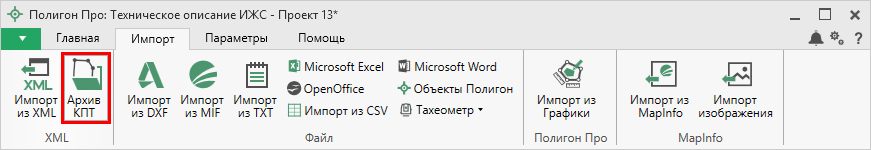 Полигон Про: Техническое описание ИЖС - Проект 13*
Главная Импорт Параметры Помощь
XML
Импорт из XML
Архив КПТ
XML
Импорт из DXF
Импорт из MIF
Импорт из TXT
Microsoft Excel
OpenOffice
Импорт из CSV
Microsoft Word
Объекты Полигон
Тахеометр
Файл
Импорт из Графики
Полигон Про
Импорт из MapInfo
Импорт изображения
MapInfo